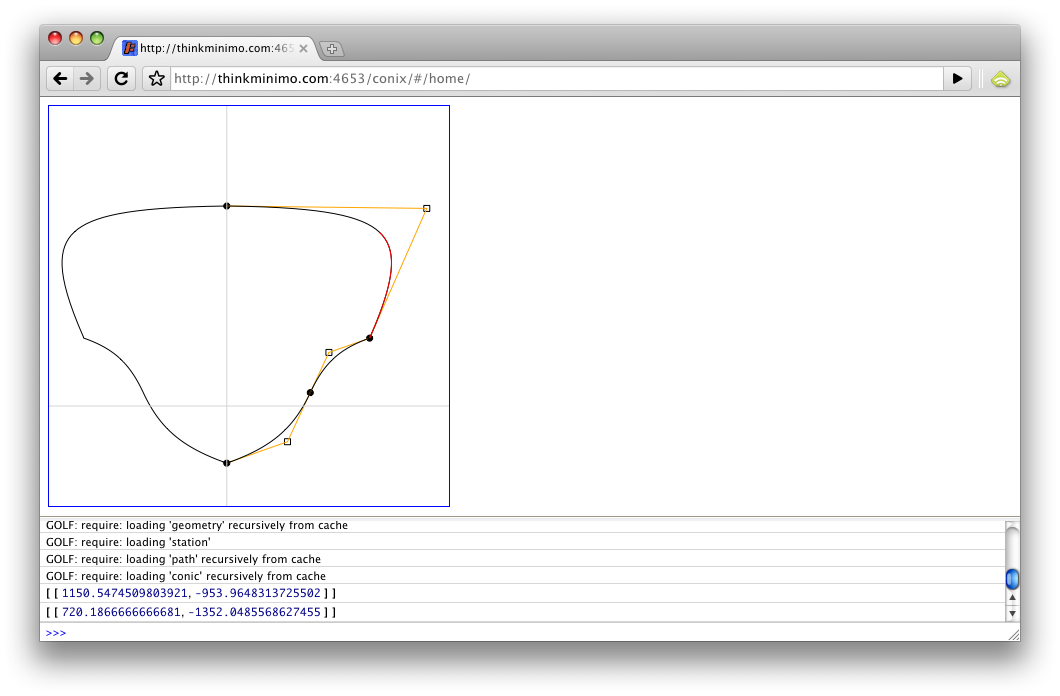 http://thinkminimo.com:465
http://thinkminimo.com:4653/conix/#/home/
GOLF: require: loading 'geometry' recursively from cache
GOLF: require: loading 'station'
GOLF: require: loading 'path' recursively from cache
GOLF: require: loading 'conic' recursively from cache
[ [ 1150.5474509803921, -953.9648313725502 ] ]
[ [ 720.1866666666681, -1352.0485568627455 ] ]
>>>